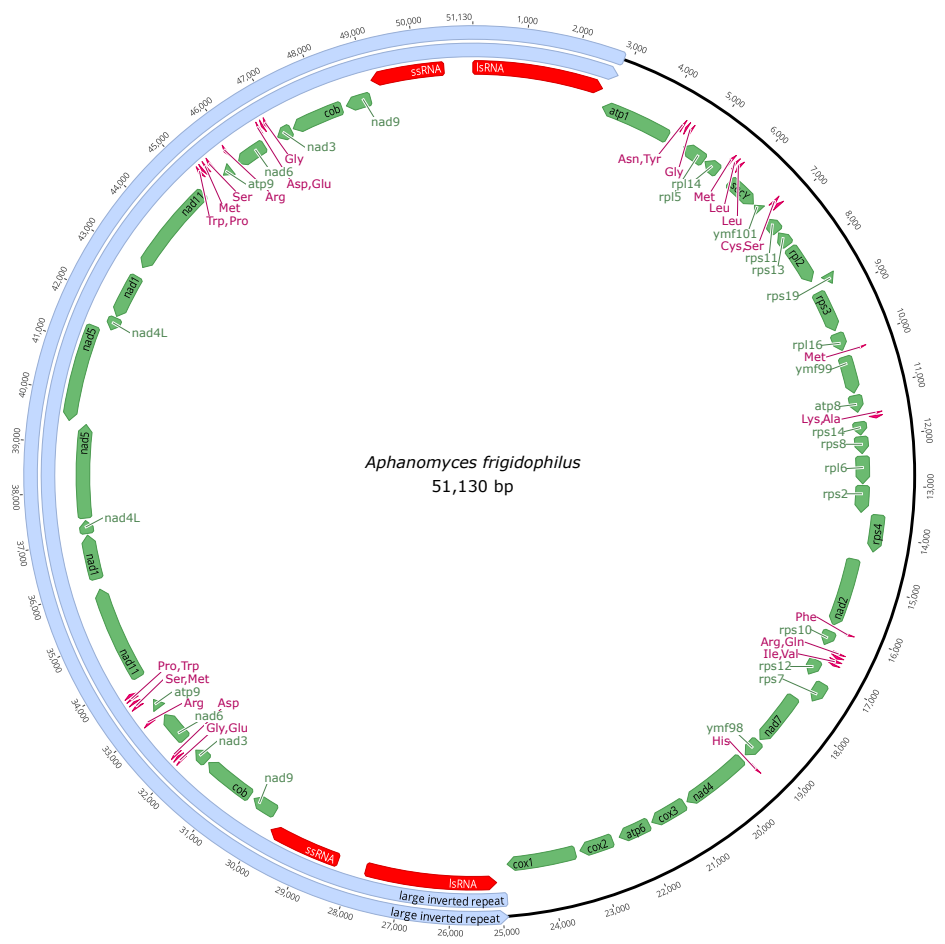 Aphanomyces frigidophilus
51,130 bp
51,130
1,000
2,000
3,000
4,000
5,000
6,000
7,000
8,000
9,000
10,000
11,000
12,000
13,000
14,000
15,000
16,000
17,000
18,000
19,000
20,000
21,000
22,000
23,000
24,000
25,000
26,000
27,000
28,000
29,000
30,000
31,000
32,000
33,000
34,000
35,000
36,000
37,000
38,000
39,000
40,000
41,000
42,000
43,000
44,000
45,000
46,000
47,000
48,000
49,000
50,000
lsRNA
atp1
Asn,Tyr
Gly
rpl5
rpl14
Met
Leu
secY
Leu
ymf101
Cys,Ser
rps11
rps13
rpl2
rps19
rps3
rpl16
Met
ymf99
atp8
Lys,Ala
rps14
rps8
rpl6
rps2
rps4
nad2
Phe
rps10
Arg,Gln
Ile,Val
rps12
rps7
nad7
ymf98
His
nad4
cox3
atp6
cox2
cox1
large inverted repeat
large inverted repeat
lsRNA
ssRNA
nad9
cob
nad3
Gly,Glu
Asp
nad6
Arg
atp9
Ser,Met
Pro,Trp
nad11
nad1
nad4L
nad5
nad5
nad4L
nad1
nad11
Trp,Pro
Met
Ser
atp9
Arg
nad6
Asp,Glu
Gly
nad3
cob
nad9
ssRNA